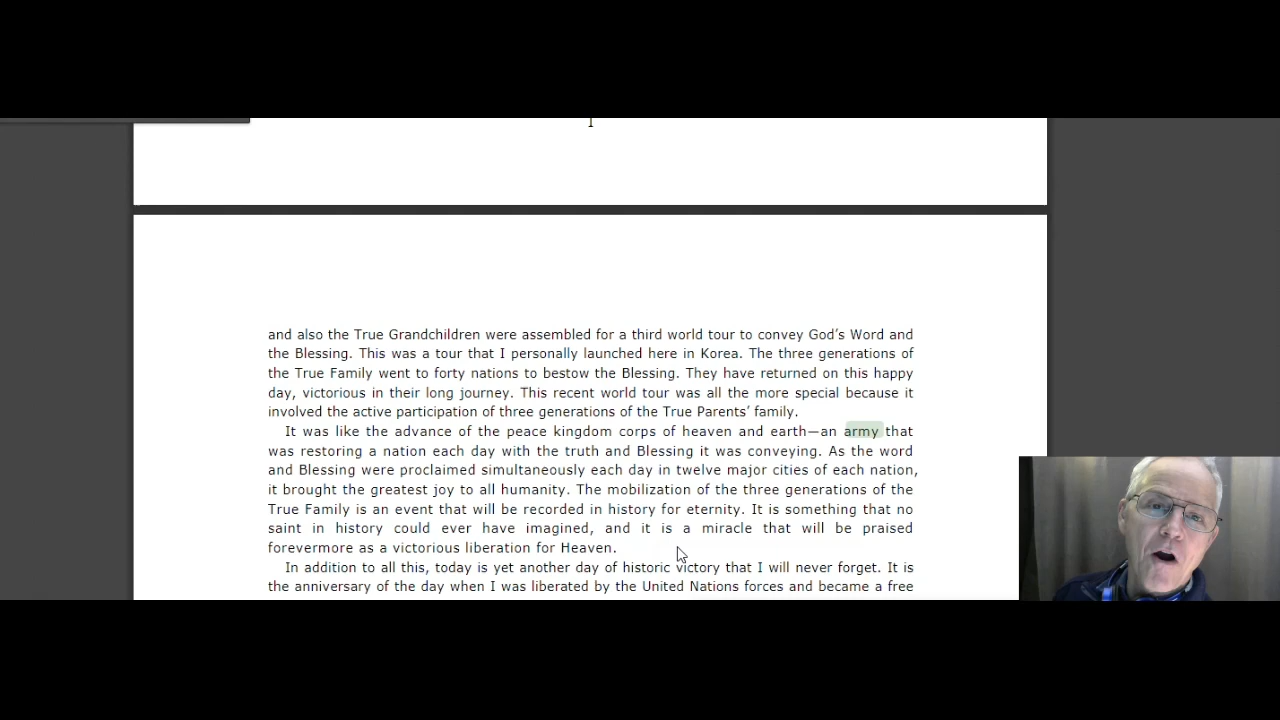 and also the True Grandchildren were assembled for a third world tour to convey God's Word and
the Blessing. This was a tour that I personally launched here in Korea. The three generations of
the True Family went to forty nations to bestow the Blessing. They have returned on this happy
day, victorious in their long journey. This recent world tour was all the more special because it
involved the active participation of three generations of the True Parents' family.
It was like the advance of the peace kingdom corps of heaven and earth—an army that
was restoring a nation each day with the truth and Blessing it was conveying. As the word
and Blessing were proclaimed simultaneously each day in twelve major cities of each nation,
it brought the greatest joy to all humanity. The mobilization of the three generations of the
True Family is an event that will be recorded in history for eternity. It is something that no
saint in history could ever have imagined, and it is a miracle that will be praised
forevermore as a victorious liberation for Heaven.
In addition to all this, today is yet another day of historic victory that I will never forget. It is
the anniversary of the day when I was liberated by the United Nations forces and became a free